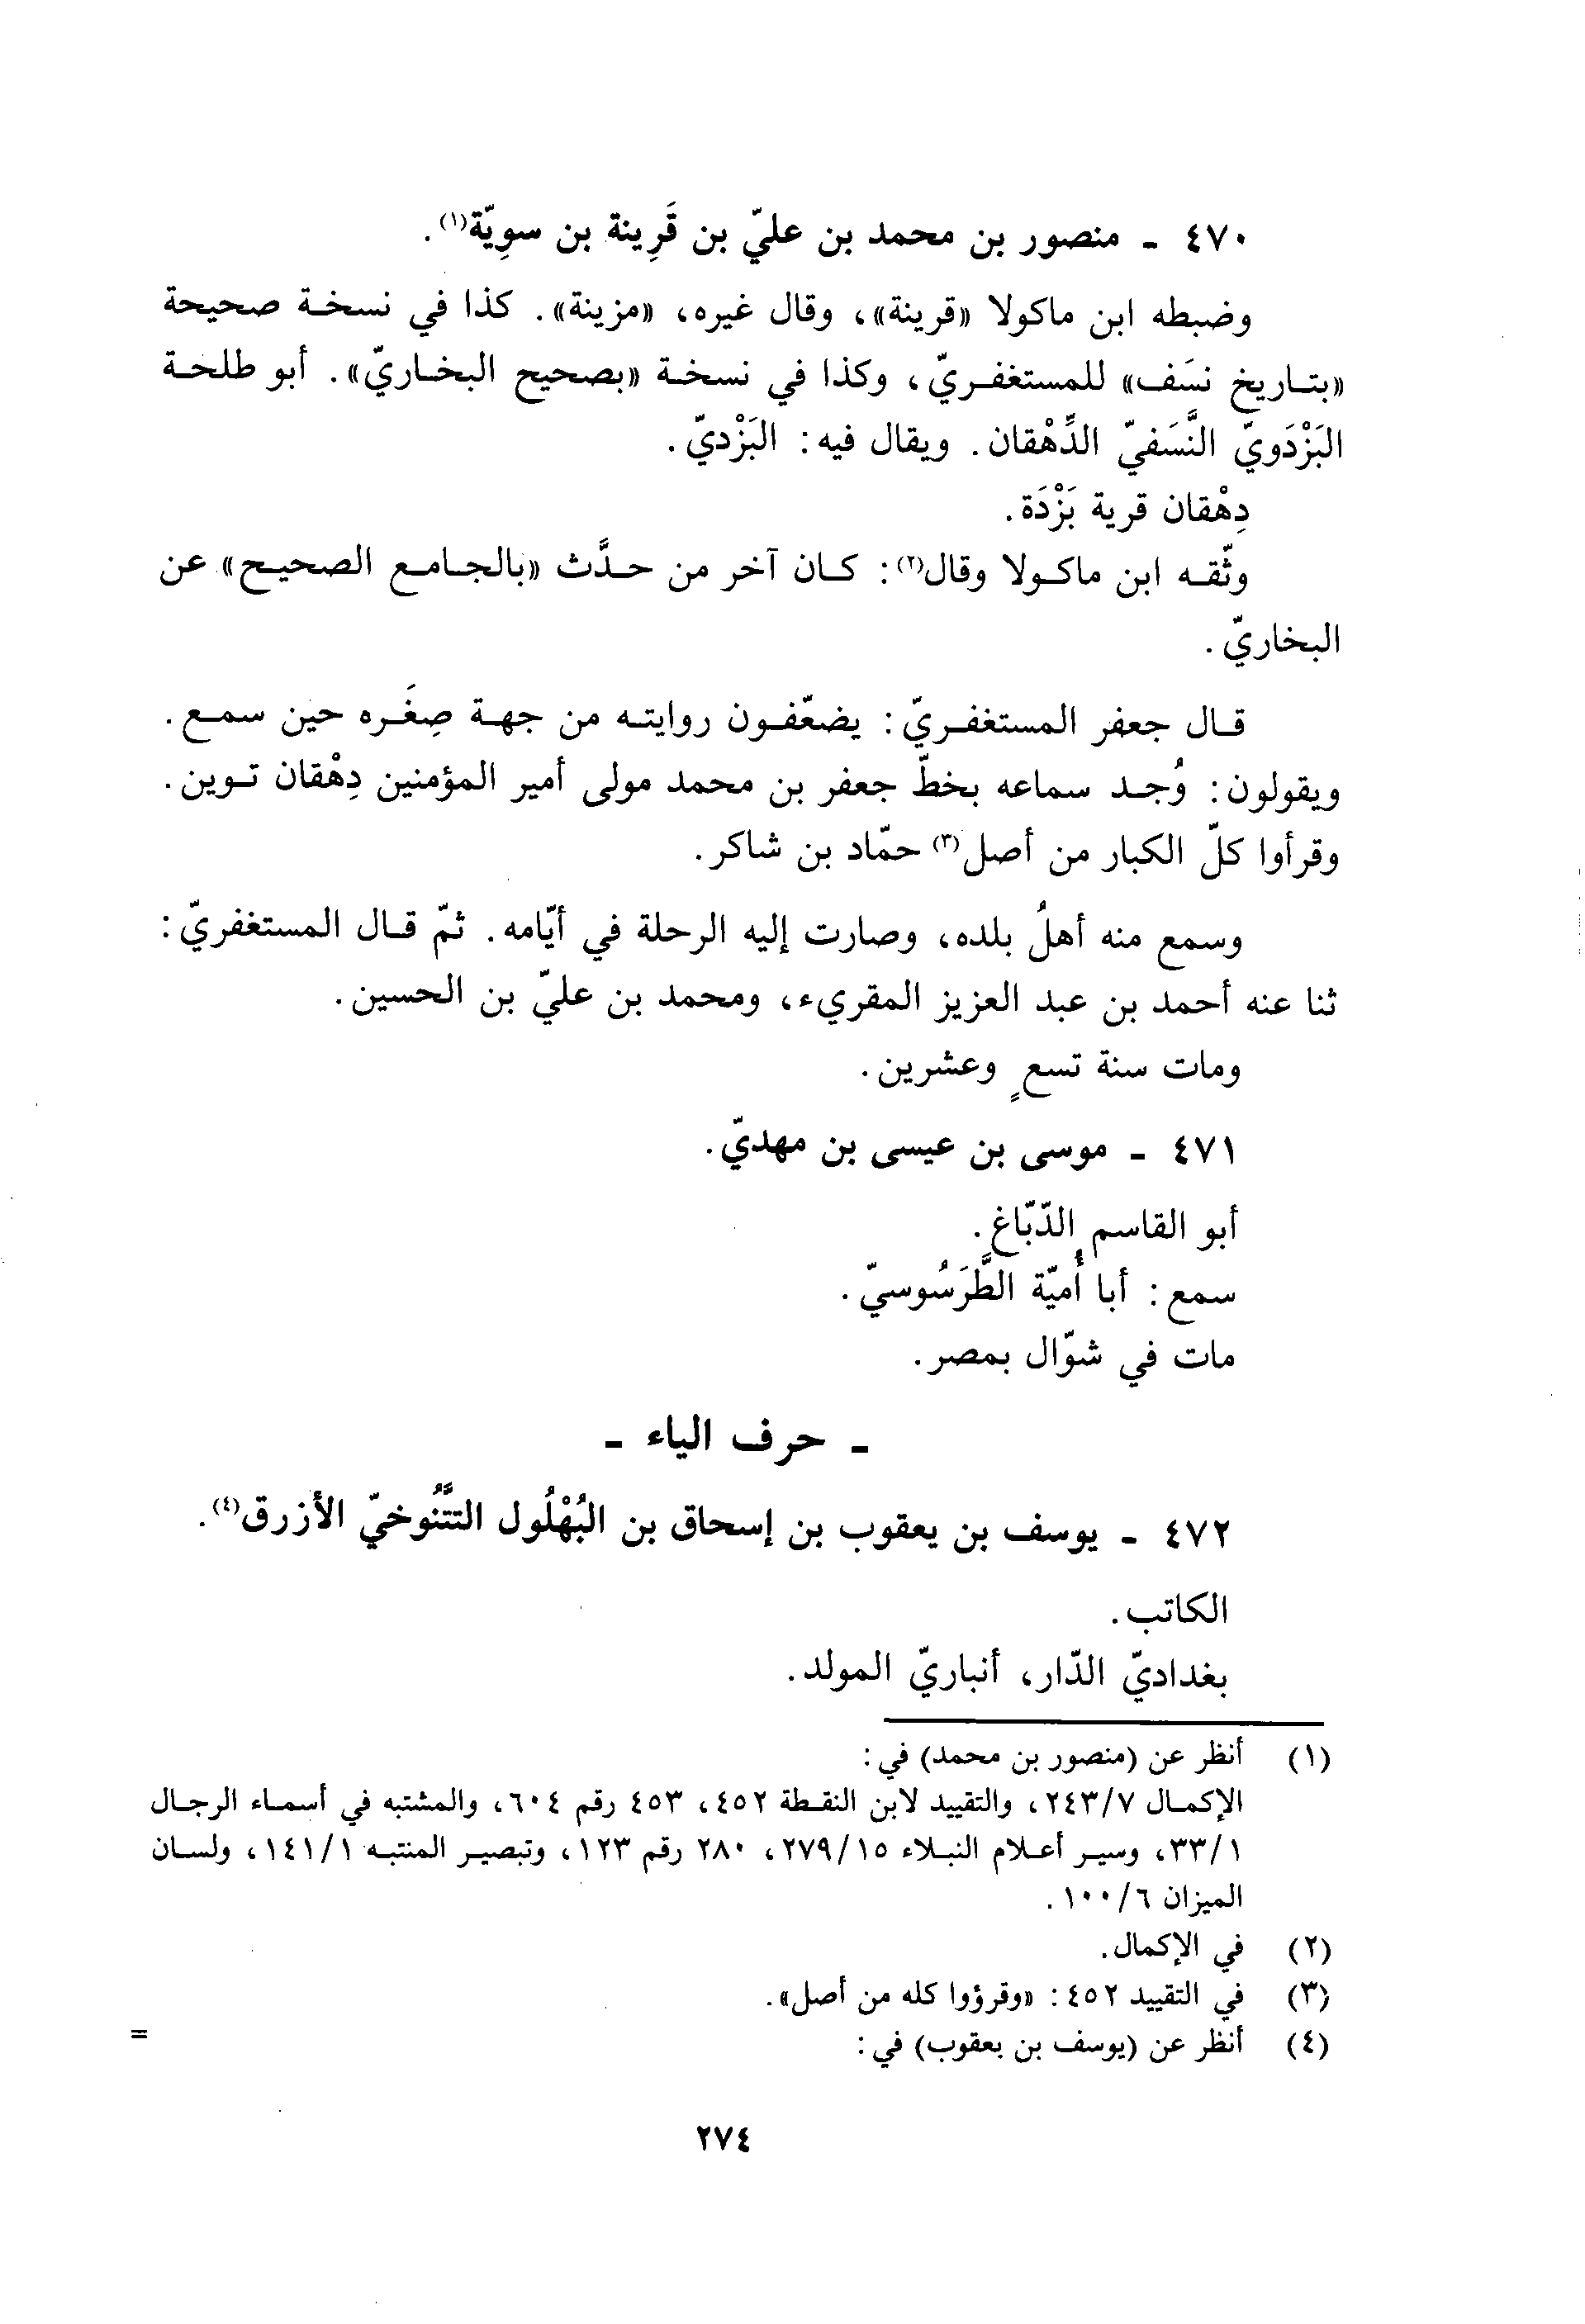 ٤٧٠ - منصور بن محمد بن عليّ بن قَرِينة بن سوِيّة(١).
وضبطه ابن ماكولا «قرينة»، وقال غيره، «مزينة». كذا في نسخة صحيحة
«بتاريخ نسَف» للمستغفريّ، وكذا في نسخة «بصحيح البخاريّ». أبو طلحة
البَزْدَويّ النَّسَفيّ الدِّهْقان. ويقال فيه: البَزْديّ.
دِهْقان قرية بَزْدَة.
وثّقه ابن ماكولا وقال(٢): كان آخر من حدَّث «بالجامع الصحيح» عن
البخاريّ.
قال جعفر المستغفريّ: يضعّفون روايته من جهة صِغَره حين سمع.
ويقولون: وُجد سماعه بخطّ جعفر بن محمد مولى أمير المؤمنين دِهْقان توين.
وقرأوا كلّ الكبار من أصل(٣) حمّاد بن شاكر.
وسمع منه أهلُ بلده، وصارت إليه الرحلة في أيّامه. ثمّ قال المستغفريّ:
ثنا عنه أحمد بن عبد العزيز المقريء، ومحمد بن عليّ بن الحسين.
ومات سنة تسعٍ وعشرين.
٤٧١ - موسى بن عيسى بن مهديّ.
أبو القاسم الدّبّاغ.
سمع: أبا أُميّة الطَّرَسُوسيّ.
مات في شوّال بمصر.
- حرف الياء -
٤٧٢ - يوسف بن يعقوب بن إسحاق بن البُهْلُول التتَّنُوخيّ الأزرق(٤).
الكاتب.
بغداديّ الدّار، أنباريّ المولد.
(١) أنظر عن (منصور بن محمد) في:
الإكمال ٢٤٣/٧، والتقييد لابن النقطة ٤٥٢، ٤٥٣ رقم ٦٠٤، والمشتبه في أسماء الرجال
٣٣/١، وسير أعلام النبلاء ٢٧٩/١٥، ٢٨٠ رقم ١٢٣، وتبصير المنتبه ١٤١/١، ولسان
الميزان ١٠٠/٦.
(٢) في الإكمال.
(٣) في التقييد ٤٥٢: «وقرؤوا كله من أصل».
(٤) أنظر عن (يوسف بن يعقوب) في: =
٢٧٤